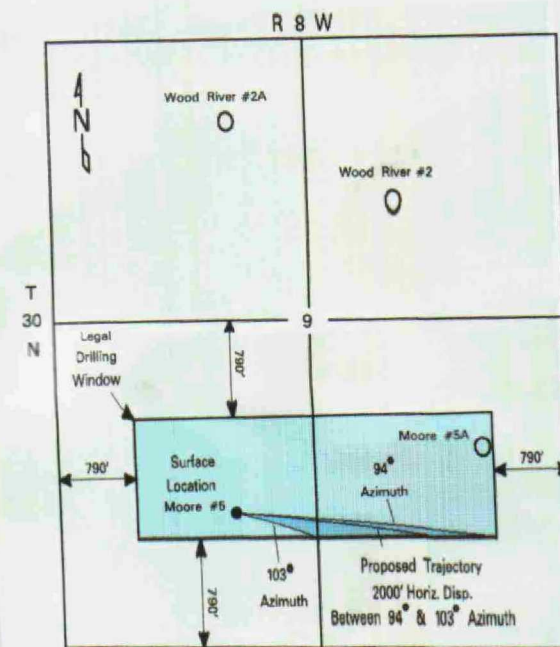 R 8 W
N
Wood River #2A
Wood River #2
T
30
N
9
Legal
Drilling
Window
790'
790'
790'
Surface
Location
Moore #5
Moore #5A
94°
Azimuth
103°
Azimuth
790'
Proposed Trajectory
2000' Horiz. Disp.
Between 94° & 103° Azimuth